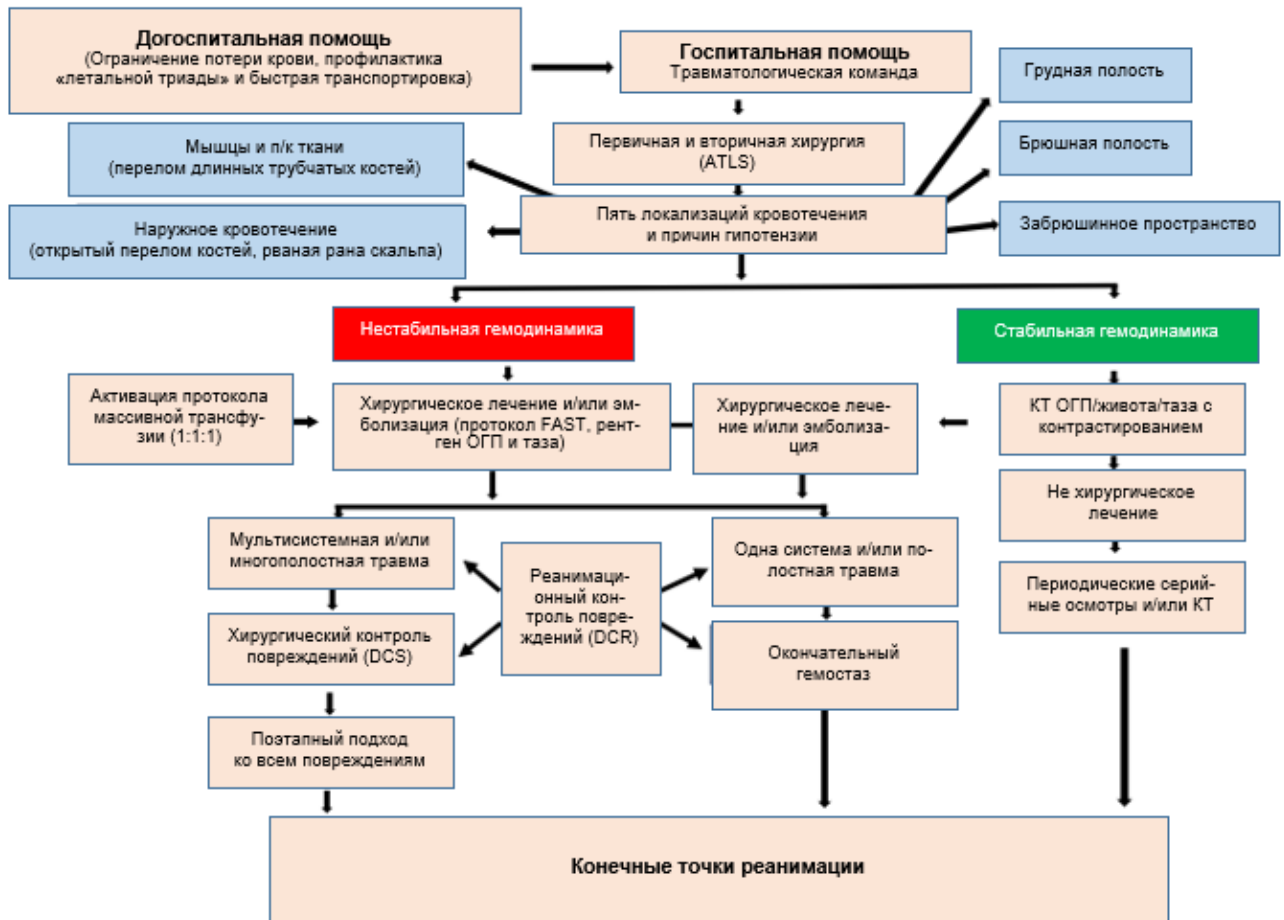 Догоспитальная помощь
(Ограничение потери крови, профилактика
«летальной триады» и быстрая транспортировка)
Госпитальная помощь
Травматологическая команда
Грудная полость
Мышцы и п/к ткани
(перелом длинных трубчатых костей)
Первичная и вторичная хирургия
(ATLS)
Брюшная полость
Наружное кровотечение
(открытый перелом костей, рваная рана скальпа)
Пять локализаций кровотечения
и причин гипотензии
Забрюшинное пространство
Нестабильная гемодинамика
Стабильная гемодинамика
Активация протокола
массивной трансфу-
зии (1:1:1)
Хирургическое лечение и/или эм-
болизация (протокол FAST, рент-
ген ОГП и таза)
Хирургическое лече-
ние и/или эмболиза-
ция
КТ ОГП/живота/таза с
контрастированием
Не хирургическое
лечение
Мультисистемная и/или
многополостная травма
Реанимаци-
онный кон-
троль повре-
ждений (DCR)
Одна система и/или по-
лостная травма
Периодические серий-
ные осмотры и/или КТ
Хирургический контроль
повреждений (DCS)
Окончательный
гемостаз
Поэтапный подход
ко всем повреждениям
Конечные точки реанимации